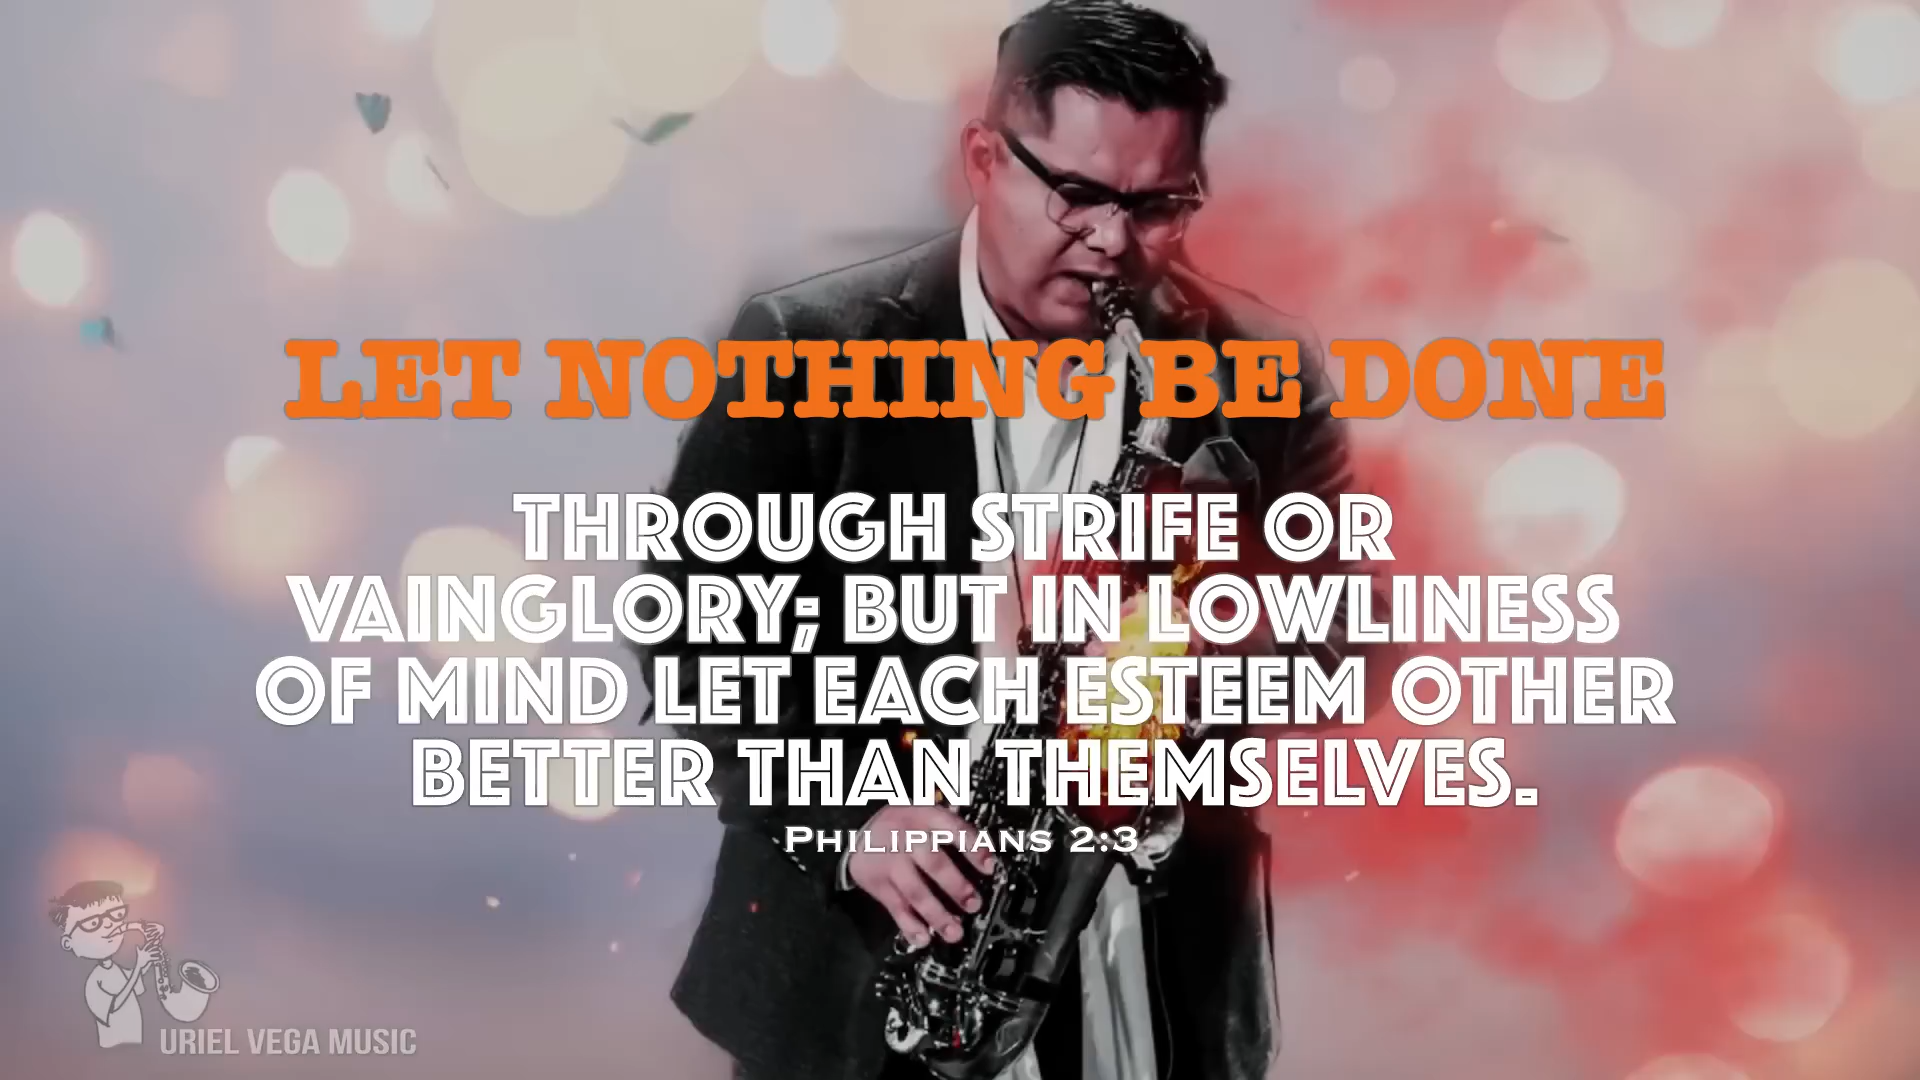 LET NOTHING BE DONE
THROUGH STRIFE OR
VAINGLORY; BUT IN LOWLINESS
OF MIND LET EACH ESTEEM OTHER
BETTER THAN THEMSELVES.
PHILIPPIANS 2:3
URIEL VEGA MUSIC